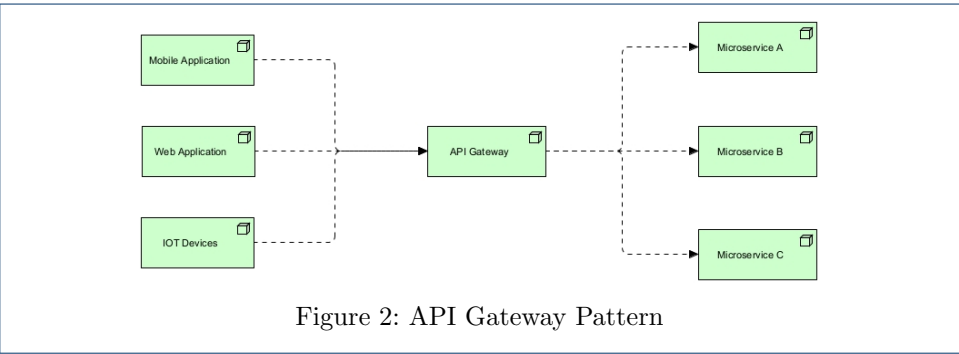 Mobile Application
Web Application
IOT Devices
API Gateway
Microservice A
Microservice B
Microservice C
Figure 2: API Gateway Pattern